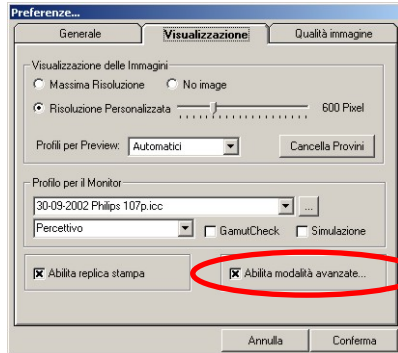 Preferenze...
Generale Visualizzazione Qualità immagine
Visualizzazione delle Immagini
Massima Risoluzione No image
Risoluzione Personalizzata 600 Pixel
Profili per Preview: Automatici Cancella Provini
Profilo per il Monitor
30-09-2002 Philips 107p.icc ...
Percettivo GamutCheck Simulazione
Abilita replica stampa Abilita modalità avanzate...
Annulla Conferma